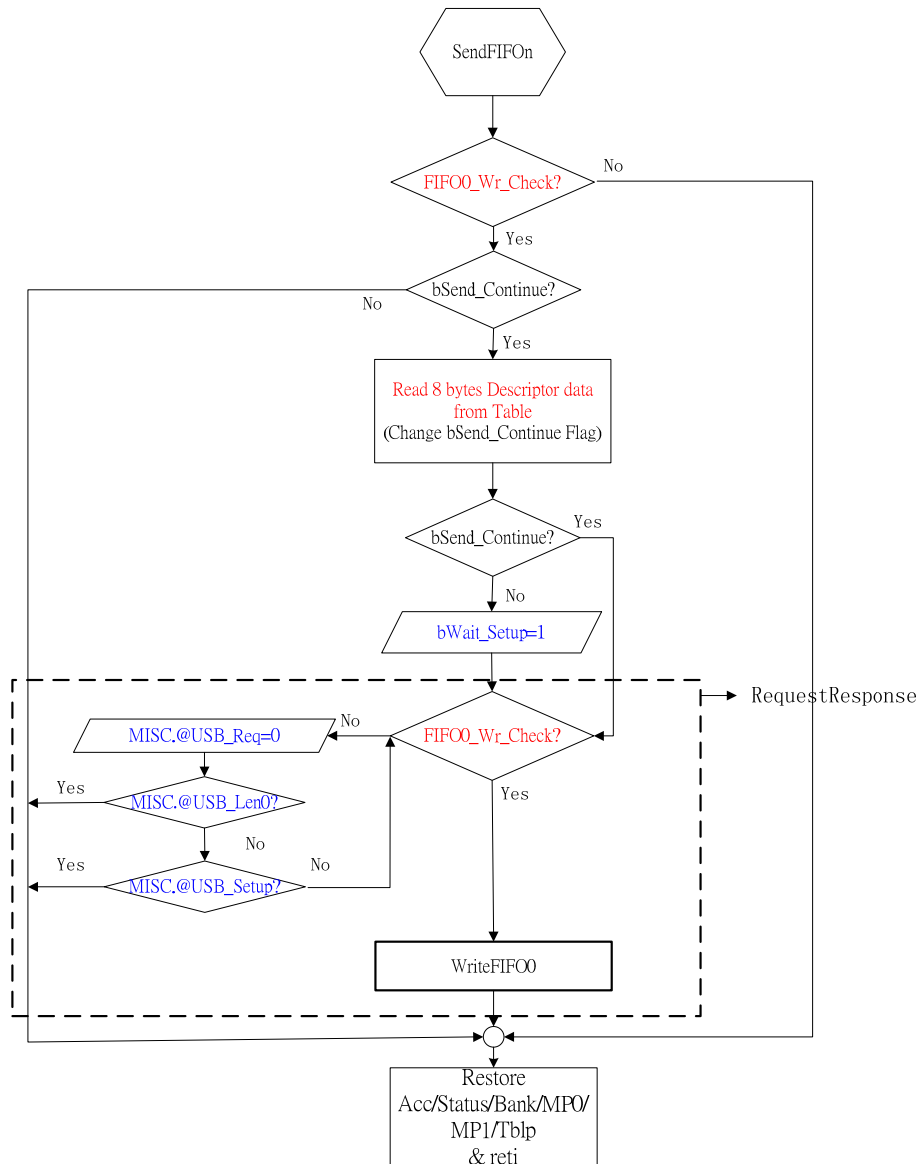 SendFIFOn
FIFO0_Wr_Check?
No
Yes
bSend_Continue?
No
Yes
Read 8 bytes Descriptor data
from Table
(Change bSend_Continue Flag)
bSend_Continue?
Yes
No
bWait_Setup=1
RequestResponse
FIFO0_Wr_Check?
No
MISC.@USB_Req=0
Yes
MISC.@USB_Len0?
Yes
No
MISC.@USB_Setup?
Yes
No
WriteFIFO0
Restore
Acc/Status/Bank/MP0/
MP1/Tblp
& reti